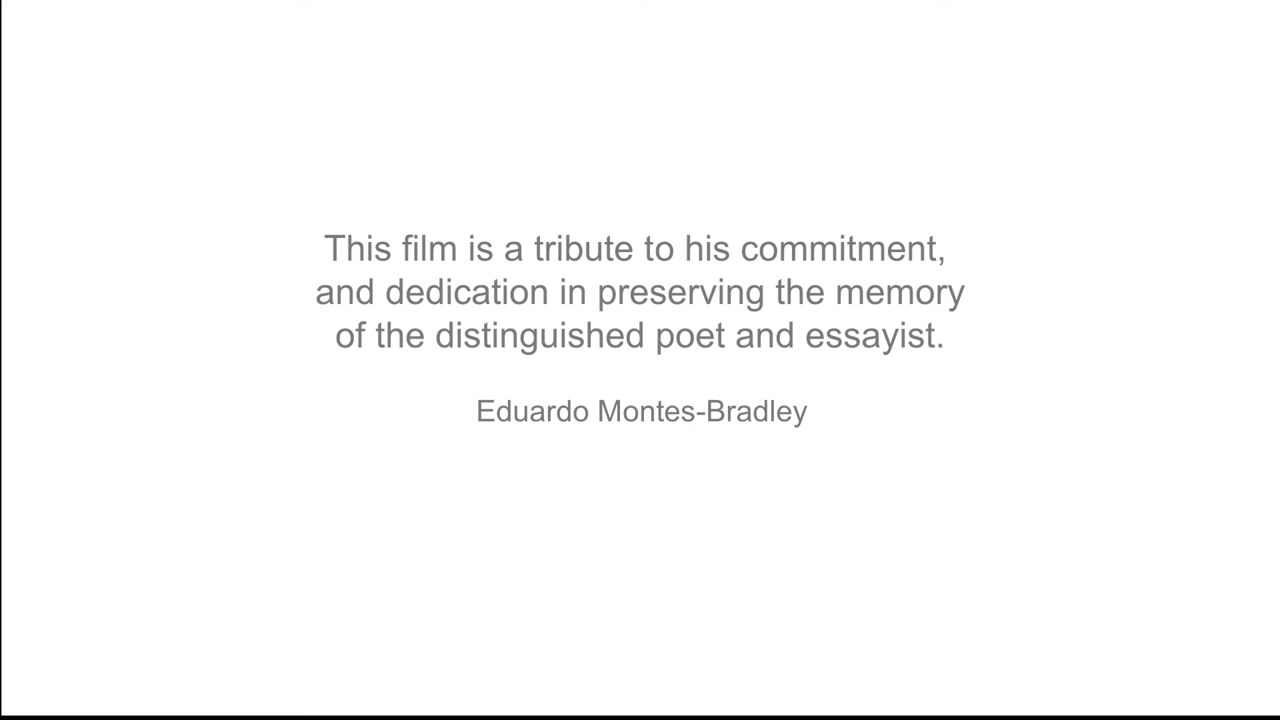 This film is a tribute to his commitment,
and dedication in preserving the memory
of the distinguished poet and essayist.
Eduardo Montes-Bradley